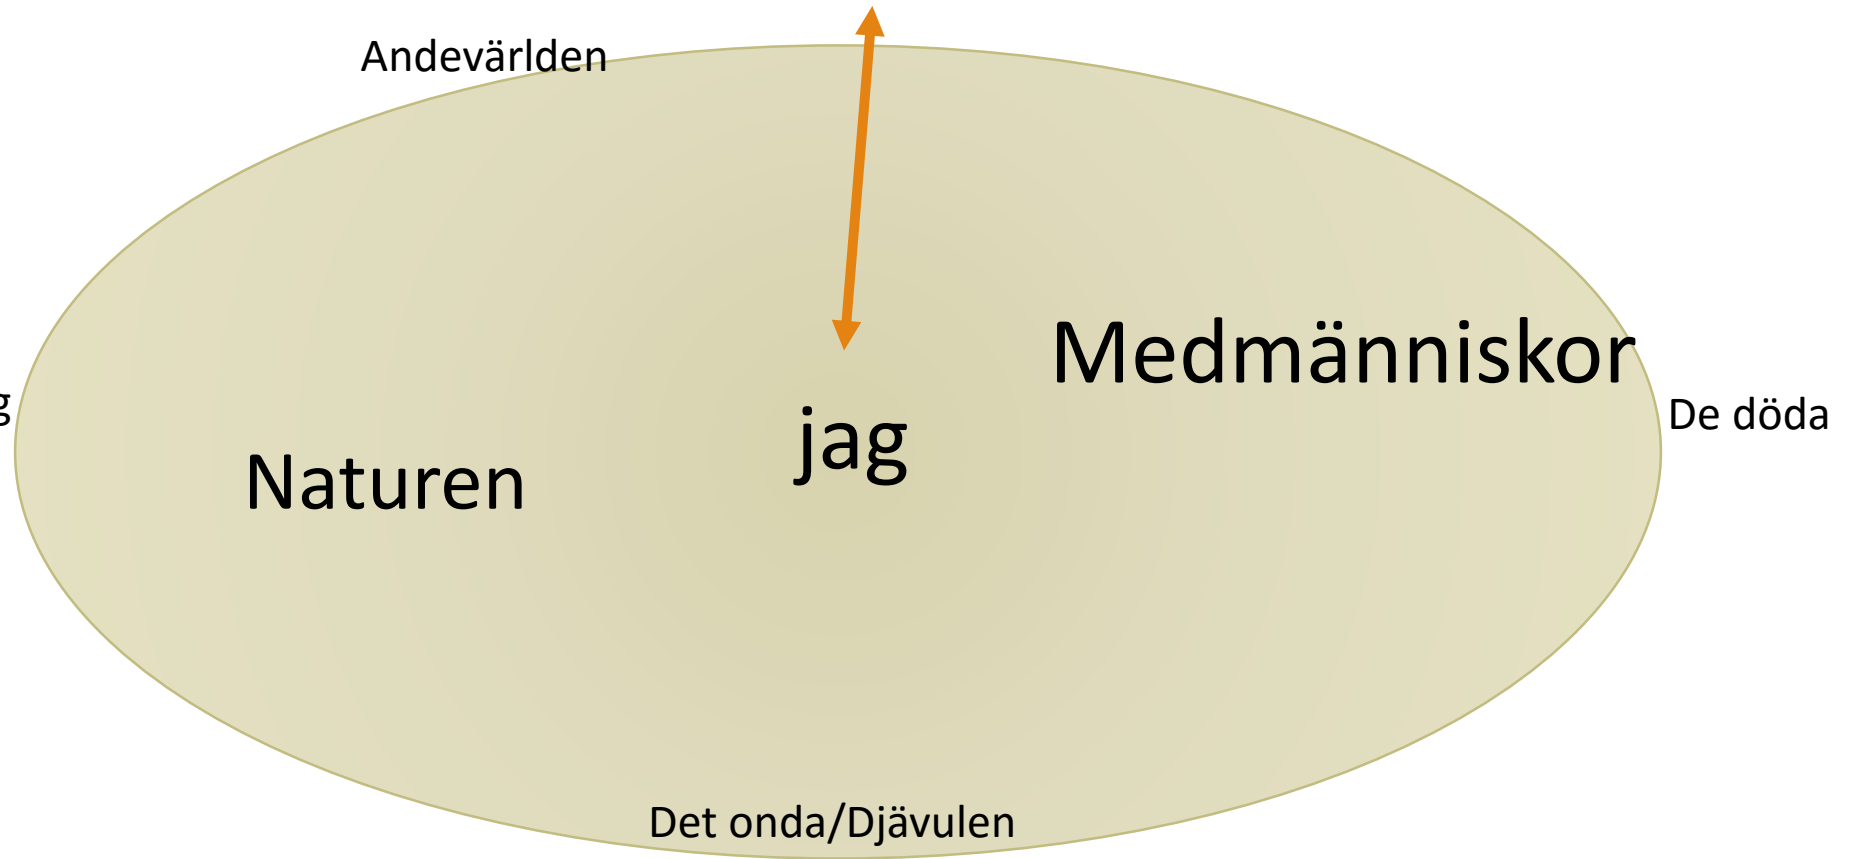 Andevärlden
Medmänniskor
De döda
jag
Naturen
Det onda/Djävulen